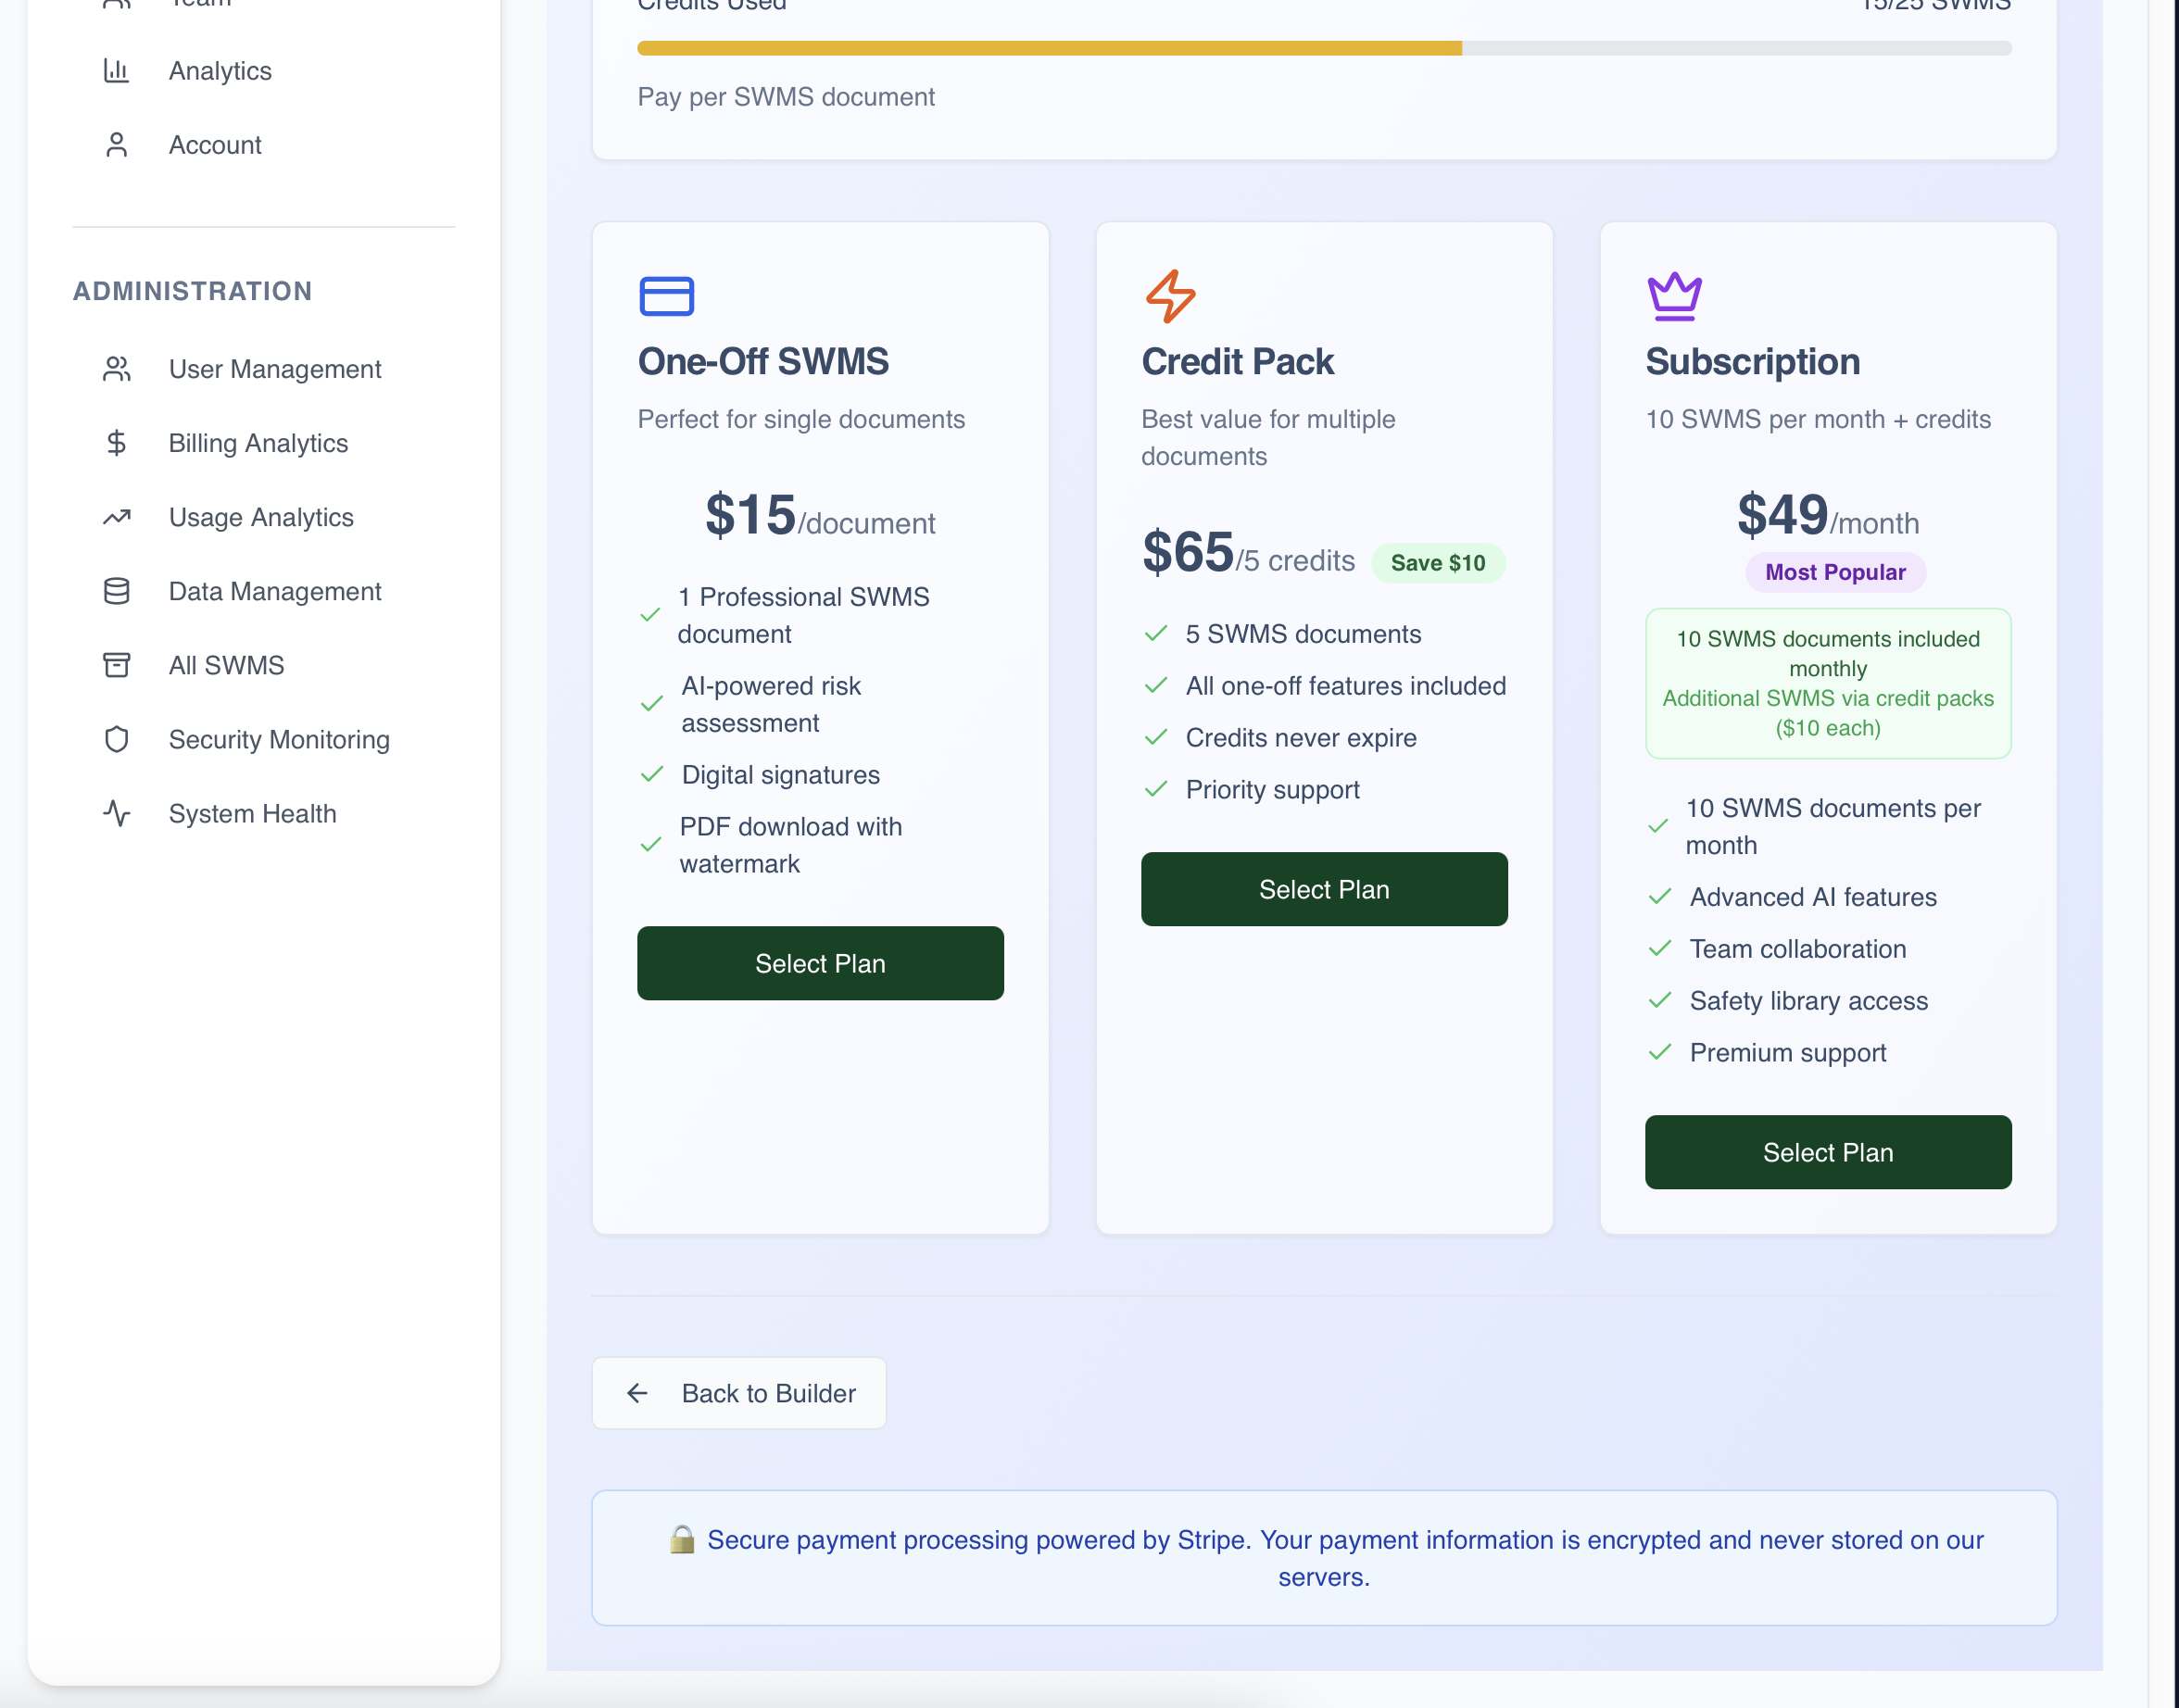 Team
Analytics
Account
ADMINISTRATION
User Management
Billing Analytics
Usage Analytics
Data Management
All SWMS
Security Monitoring
System Health
Credits Used
15/25 SWMS
Pay per SWMS document
One-Off SWMS
Perfect for single documents
$15/document
1 Professional SWMS
document
AI-powered risk
assessment
Digital signatures
PDF download with
watermark
Select Plan
Credit Pack
Best value for multiple
documents
$65/5 credits
Save $10
5 SWMS documents
All one-off features included
Credits never expire
Priority support
Select Plan
Subscription
10 SWMS per month + credits
$49/month
Most Popular
10 SWMS documents included
monthly
Additional SWMS via credit packs
($10 each)
10 SWMS documents per
month
Advanced AI features
Team collaboration
Safety library access
Premium support
Select Plan
Back to Builder
🔒 Secure payment processing powered by Stripe. Your payment information is encrypted and never stored on our
servers.